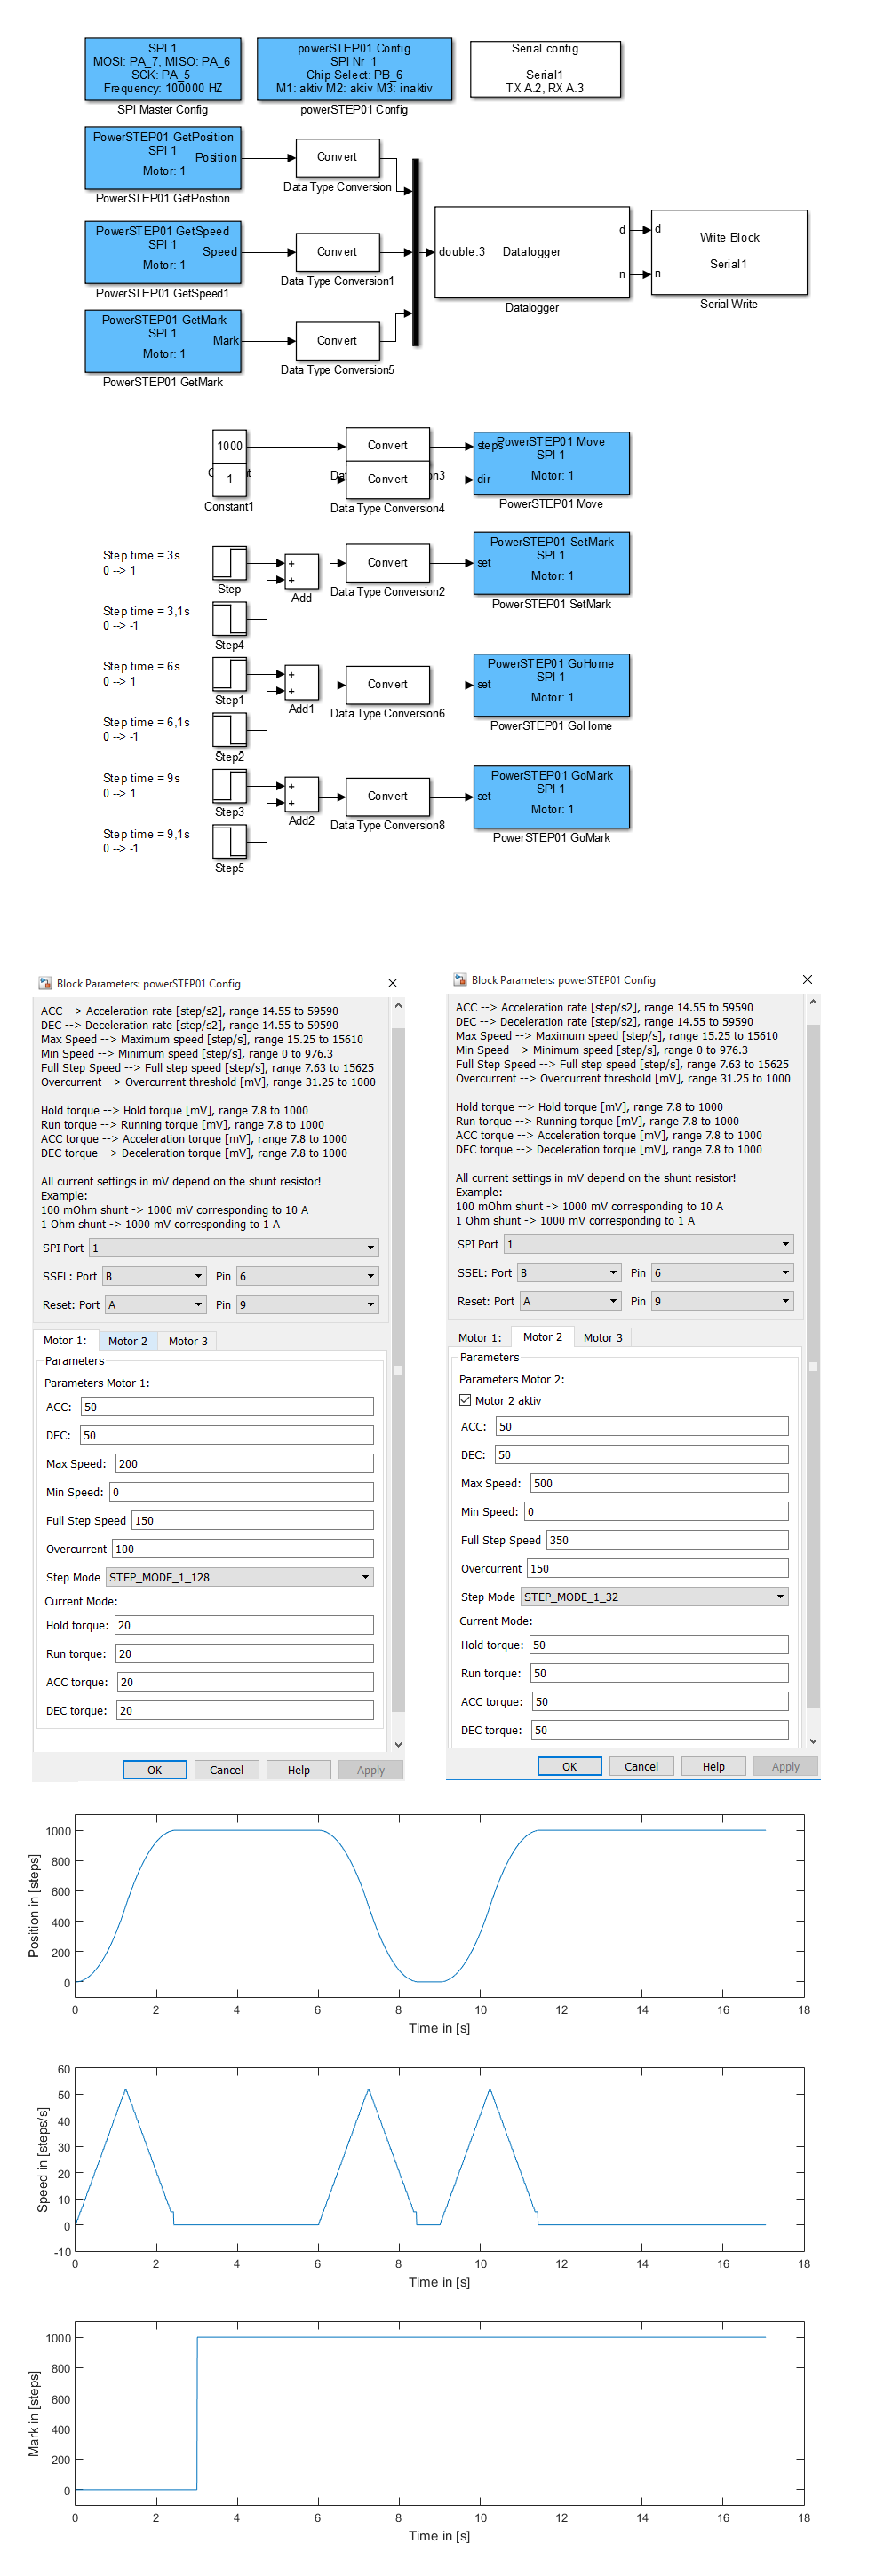 SPI 1
MOSI: PA_7, MISO: PA_6
SCK: PA_5
Frequency: 100000 HZ
SPI Master Config
powerSTEP01 Config
SPI Nr 1
Chip Select: PB_6
M1: aktiv M2: aktiv M3: inaktiv
powerSTEP01 Config
Serial config
Serial1
TX A.2, RX A.3
PowerSTEP01 GetPosition
SPI 1
Position
Motor: 1
PowerSTEP01 GetPosition
Convert
Data Type Conversion
PowerSTEP01 GetSpeed
SPI 1
Speed
Motor: 1
PowerSTEP01 GetSpeed1
Convert
Data Type Conversion1
PowerSTEP01 GetMark
SPI 1
Mark
Motor: 1
PowerSTEP01 GetMark
Convert
Data Type Conversion5
double:3
Datalogger
d
n
Datalogger
d
n
Write Block
Serial1
Serial Write
1000
1
Constant1
Convert
Convert
Data Type Conversion4
steps
dir
PowerSTEP01 Move
SPI 1
Motor: 1
PowerSTEP01 Move
Step time = 3s
0 --> 1
Step
Step time = 3,1s
0 --> -1
Step4
+
+
Add
Convert
Data Type Conversion2
set
PowerSTEP01 SetMark
SPI 1
Motor: 1
PowerSTEP01 SetMark
Step time = 6s
0 --> 1
Step1
Step time = 6,1s
0 --> -1
Step2
+
+
Add1
Convert
Data Type Conversion6
set
PowerSTEP01 GoHome
SPI 1
Motor: 1
PowerSTEP01 GoHome
Step time = 9s
0 --> 1
Step3
Step time = 9,1s
0 --> -1
Step5
+
+
Add2
Convert
Data Type Conversion8
set
PowerSTEP01 GoMark
SPI 1
Motor: 1
PowerSTEP01 GoMark
Block Parameters: powerSTEP01 Config
ACC --> Acceleration rate [step/s2], range 14.55 to 59590
DEC --> Deceleration rate [step/s2], range 14.55 to 59590
Max Speed --> Maximum speed [step/s], range 15.25 to 15610
Min Speed --> Minimum speed [step/s], range 0 to 976.3
Full Step Speed --> Full step speed [step/s], range 7.63 to 15625
Overcurrent --> Overcurrent threshold [mV], range 31.25 to 1000
Hold torque --> Hold torque [mV], range 7.8 to 1000
Run torque --> Running torque [mV], range 7.8 to 1000
ACC torque --> Acceleration torque [mV], range 7.8 to 1000
DEC torque --> Deceleration torque [mV], range 7.8 to 1000
All current settings in mV depend on the shunt resistor!
Example:
100 mOhm shunt -> 1000 mV corresponding to 10 A
1 Ohm shunt -> 1000 mV corresponding to 1 A
SPI Port 1
SSEL: Port B Pin 6
Reset: Port A Pin 9
Motor 1: Motor 2 Motor 3
Parameters
Parameters Motor 1:
ACC: 50
DEC: 50
Max Speed: 200
Min Speed: 0
Full Step Speed 150
Overcurrent 100
Step Mode STEP_MODE_1_128
Current Mode:
Hold torque: 20
Run torque: 20
ACC torque: 20
DEC torque: 20
OK Cancel Help Apply
Block Parameters: powerSTEP01 Config
ACC --> Acceleration rate [step/s2], range 14.55 to 59590
DEC --> Deceleration rate [step/s2], range 14.55 to 59590
Max Speed --> Maximum speed [step/s], range 15.25 to 15610
Min Speed --> Minimum speed [step/s], range 0 to 976.3
Full Step Speed --> Full step speed [step/s], range 7.63 to 15625
Overcurrent --> Overcurrent threshold [mV], range 31.25 to 1000
Hold torque --> Hold torque [mV], range 7.8 to 1000
Run torque --> Running torque [mV], range 7.8 to 1000
ACC torque --> Acceleration torque [mV], range 7.8 to 1000
DEC torque --> Deceleration torque [mV], range 7.8 to 1000
All current settings in mV depend on the shunt resistor!
Example:
100 mOhm shunt -> 1000 mV corresponding to 10 A
1 Ohm shunt -> 1000 mV corresponding to 1 A
SPI Port 1
SSEL: Port B Pin 6
Reset: Port A Pin 9
Motor 1: Motor 2 Motor 3
Parameters
Parameters Motor 2:
Motor 2 aktiv
ACC: 50
DEC: 50
Max Speed: 500
Min Speed: 0
Full Step Speed 350
Overcurrent 150
Step Mode STEP_MODE_1_32
Current Mode:
Hold torque: 50
Run torque: 50
ACC torque: 50
DEC torque: 50
OK Cancel Help Apply
Position in [steps]
1000
800
600
400
200
0
0 2 4 6 8 10 12 14 16 18
Time in [s]
Speed in [steps/s]
60
50
40
30
20
10
0
-10
0 2 4 6 8 10 12 14 16 18
Time in [s]
Mark in [steps]
1000
800
600
400
200
0
0 2 4 6 8 10 12 14 16 18
Time in [s]